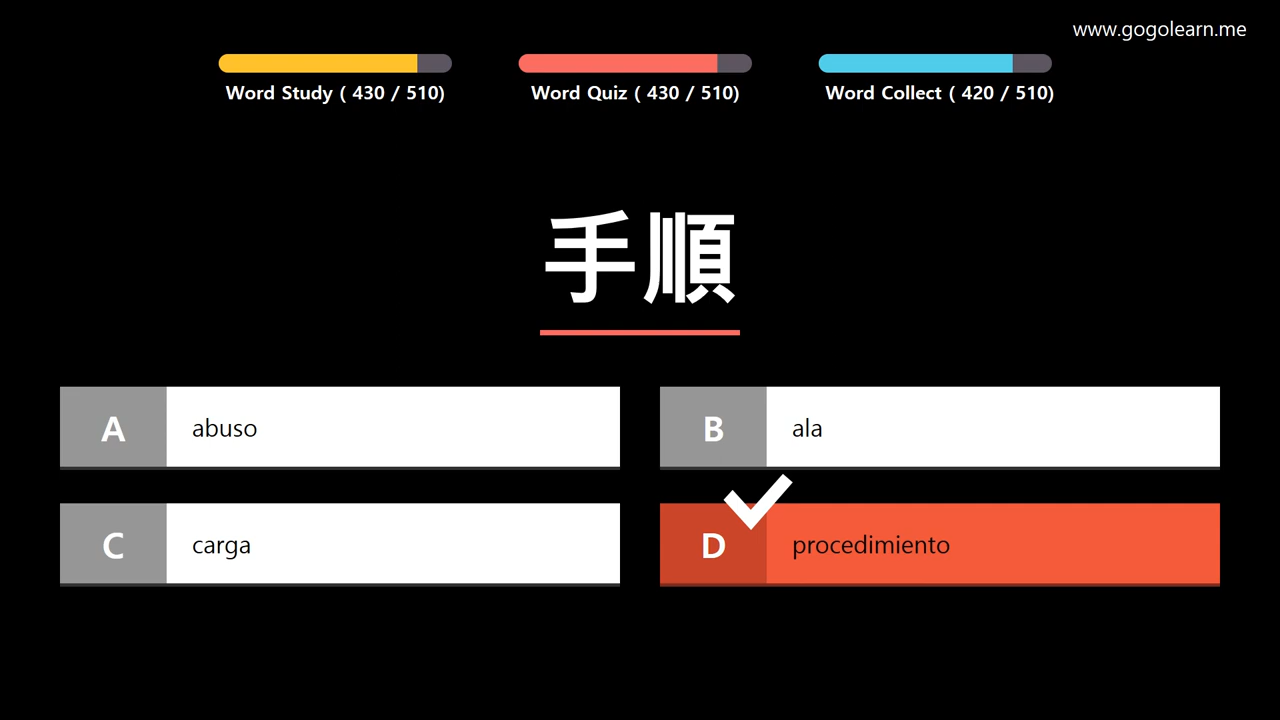 www.gogolearn.me
Word Study ( 430 / 510)
Word Quiz ( 430 / 510)
Word Collect ( 420 / 510)
手順
A abuso
B ala
C carga
D procedimiento